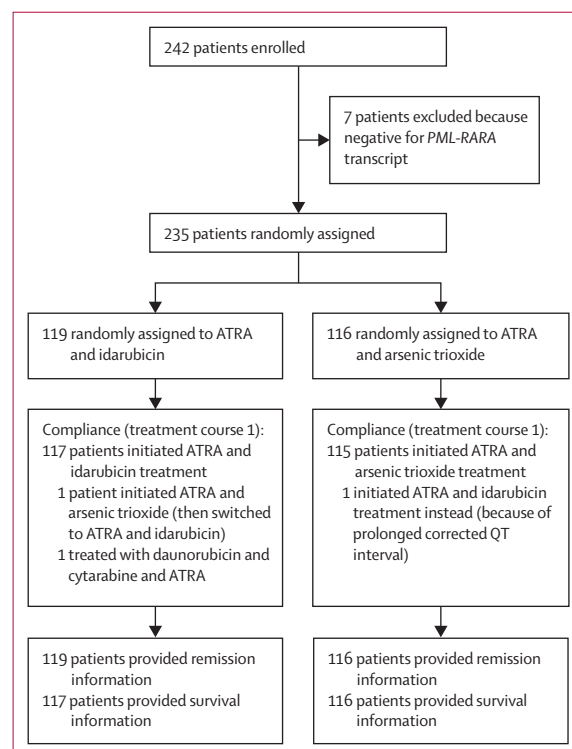 242 patients enrolled
7 patients excluded because
negative for PML-RARA
transcript
235 patients randomly assigned
119 randomly assigned to ATRA
and idarubicin
116 randomly assigned to ATRA
and arsenic trioxide
Compliance (treatment course 1):
117 patients initiated ATRA and
idarubicin treatment
1 patient initiated ATRA and
arsenic trioxide (then switched
to ATRA and idarubicin)
1 treated with daunorubicin and
cytarabine and ATRA
Compliance (treatment course 1):
115 patients initiated ATRA and
arsenic trioxide treatment
1 initiated ATRA and idarubicin
treatment instead (because of
prolonged corrected QT
interval)
119 patients provided remission
information
117 patients provided survival
information
116 patients provided remission
information
116 patients provided survival
information